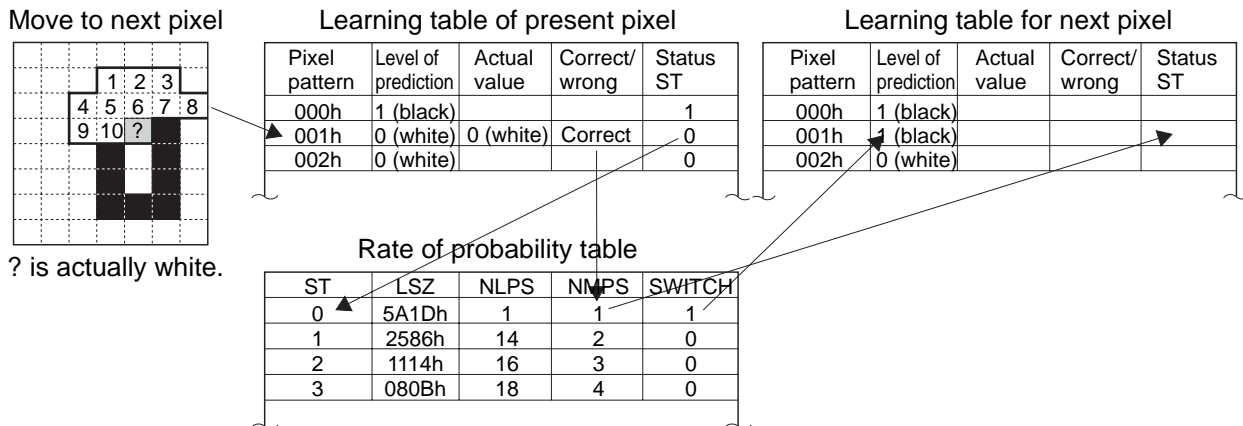 Move to next pixel
1 2 3
4 5 6 7 8
9 10 ?
? is actually white.
Learning table of present pixel
Pixel pattern Level of prediction Actual value Correct/ wrong Status ST
000h 1 (black) 1
001h 0 (white) 0 (white) Correct 0
002h 0 (white) 0
Learning table for next pixel
Pixel pattern Level of prediction Actual value Correct/ wrong Status ST
000h 1 (black)
001h 1 (black)
002h 0 (white)
Rate of probability table
ST LSZ NLPS NMPS SWITCH
0 5A1Dh 1 1 1
1 2586h 14 2 0
2 1114h 16 3 0
3 080Bh 18 4 0